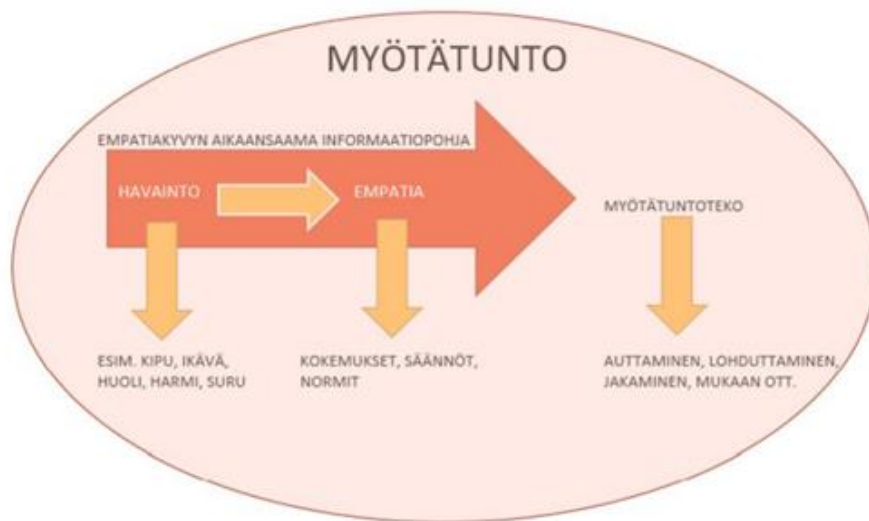 MYÖTÄTUNTO
EMPATIAKYVYN AIKAANSAAMA INFORMAATIOPOHJA
HAVAINTO
EMPATIA
MYÖTÄTUNTOTEKO
ESIM. KIPU, IKÄVÄ,
HUOLI, HARMI, SURU
KOKEMUKSET, SÄÄNNÖT,
NORMIT
AUTTAMINEN, LOHDUTTAMINEN,
JAKAMINEN, MUKAAN OTT.